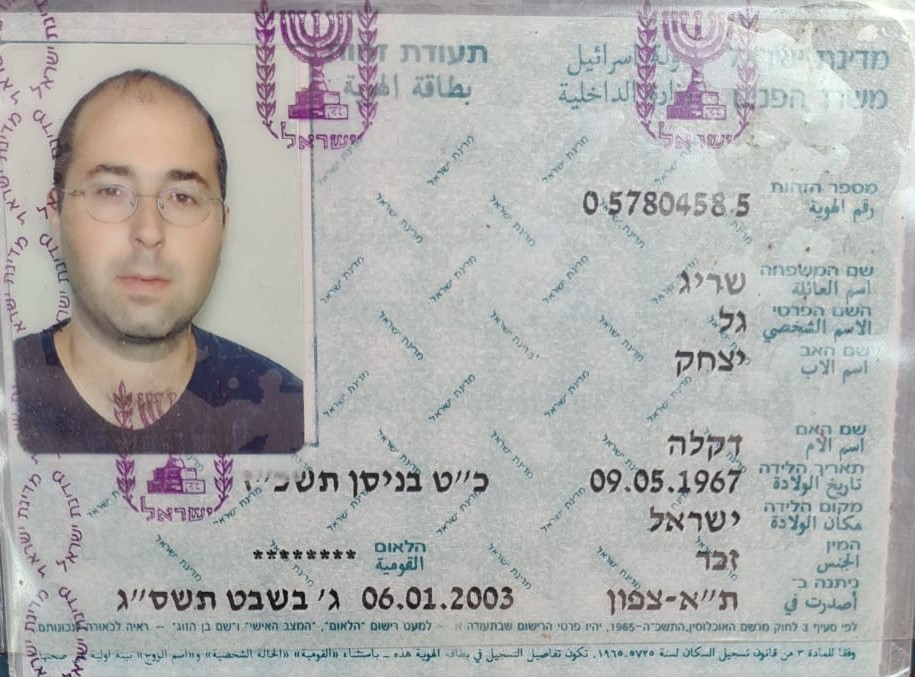 מדינת ישראל
دولة اسرائيل
תעודת זהות
משרד הפנים
وزارة الداخلية
بطاقة الهوية
ישראל
ישראל
מספר הזהות
رقم الهوية
0 5780458 5
שם המשפחה
اسم العائلة
שריג
השם הפרטי
الاسم الشخصي
גל
שם האב
اسم الاب
יצחק
שם האם
اسم الأم
דקלה
תאריך הלידה
تاريخ الولادة
09.05.1967 כ״ט בניסן תשכ״ז
מקום הלידה
مكان الولادة
ישראל
ישראל
המין
الجنس
זכר
הלאום
القومية
********
ניתנה ב-
أصدرت في
ת״א-צפון 06.01.2003 ג׳ בשבט תשס״ג
לפי סעיף 3 לחוק מרשם האוכלוסין, התשכ״ה-1965, יהיו פרטי הרישום שבתעודה זו – למעט רישום "הלאום", "המצב האישי" ו"שם בן הזוג" – ראיה לכאורה לנכונותם.
وفقا للمادة ٣ من قانون تسجيل السكان لسنة ٥٧٢٥-١٩٦٥، تكون تفاصيل التسجيل في بطاقة الهوية هذه – باستثناء «القومية» «الحالة الشخصية» و«اسم الزوج» بينة اولية